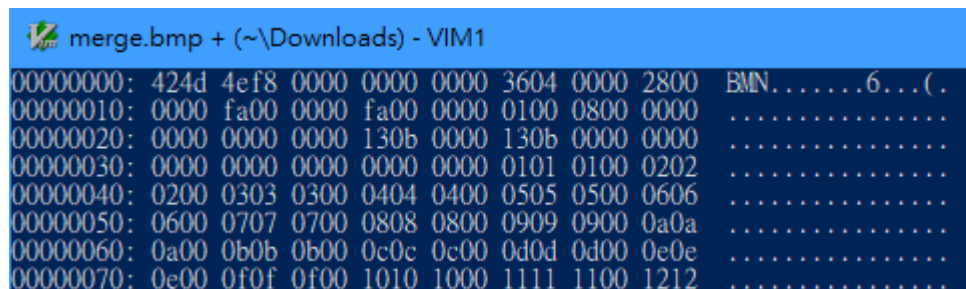 merge.bmp + (~\Downloads) - VIM1
00000000: 424d 4ef8 0000 0000 0000 3604 0000 2800  BMN.......6...(.
00000010: 0000 fa00 0000 fa00 0000 0100 0800 0000  ................
00000020: 0000 0000 0000 130b 0000 130b 0000 0000  ................
00000030: 0000 0000 0000 0000 0000 0101 0100 0202  ................
00000040: 0200 0303 0300 0404 0400 0505 0500 0606  ................
00000050: 0600 0707 0700 0808 0800 0909 0900 0a0a  ................
00000060: 0a00 0b0b 0b00 0c0c 0c00 0d0d 0d00 0e0e  ................
00000070: 0e00 0f0f 0f00 1010 1000 1111 1100 1212  ................